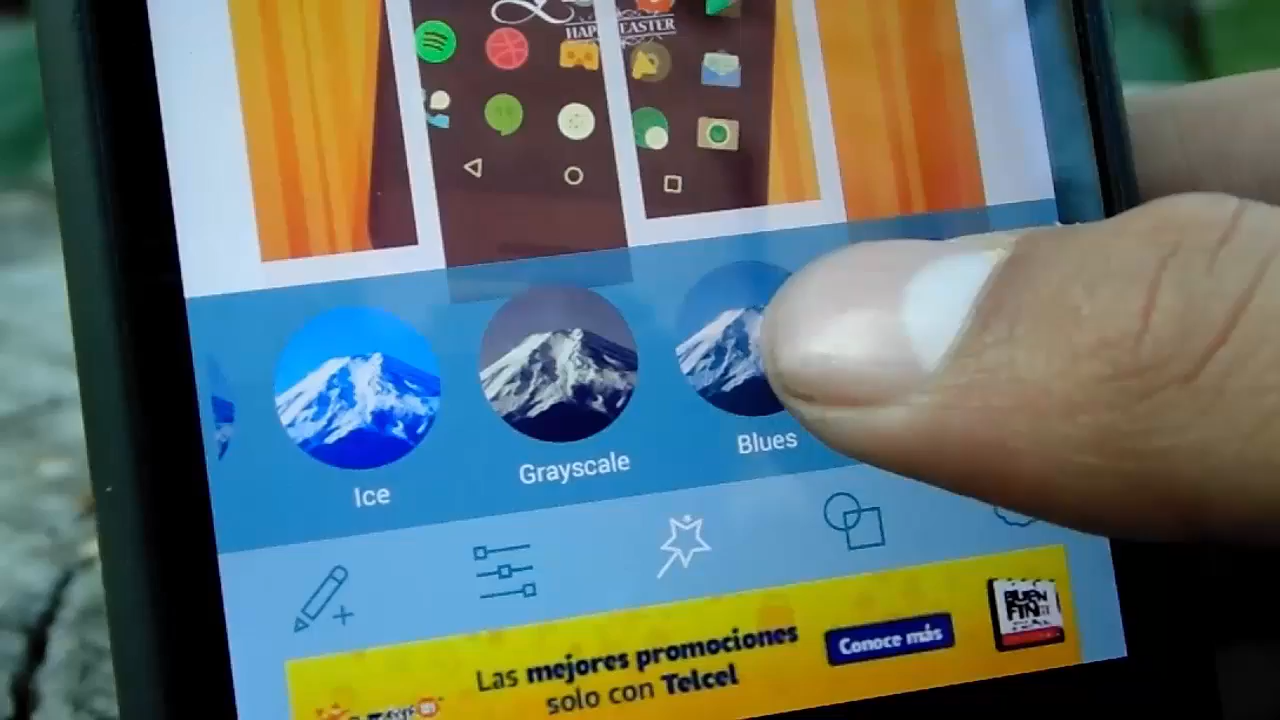 HAPPY EASTER
Ice
Grayscale
Blues
Las mejores promociones
solo con Telcel
Conoce más
BUEN
FIN